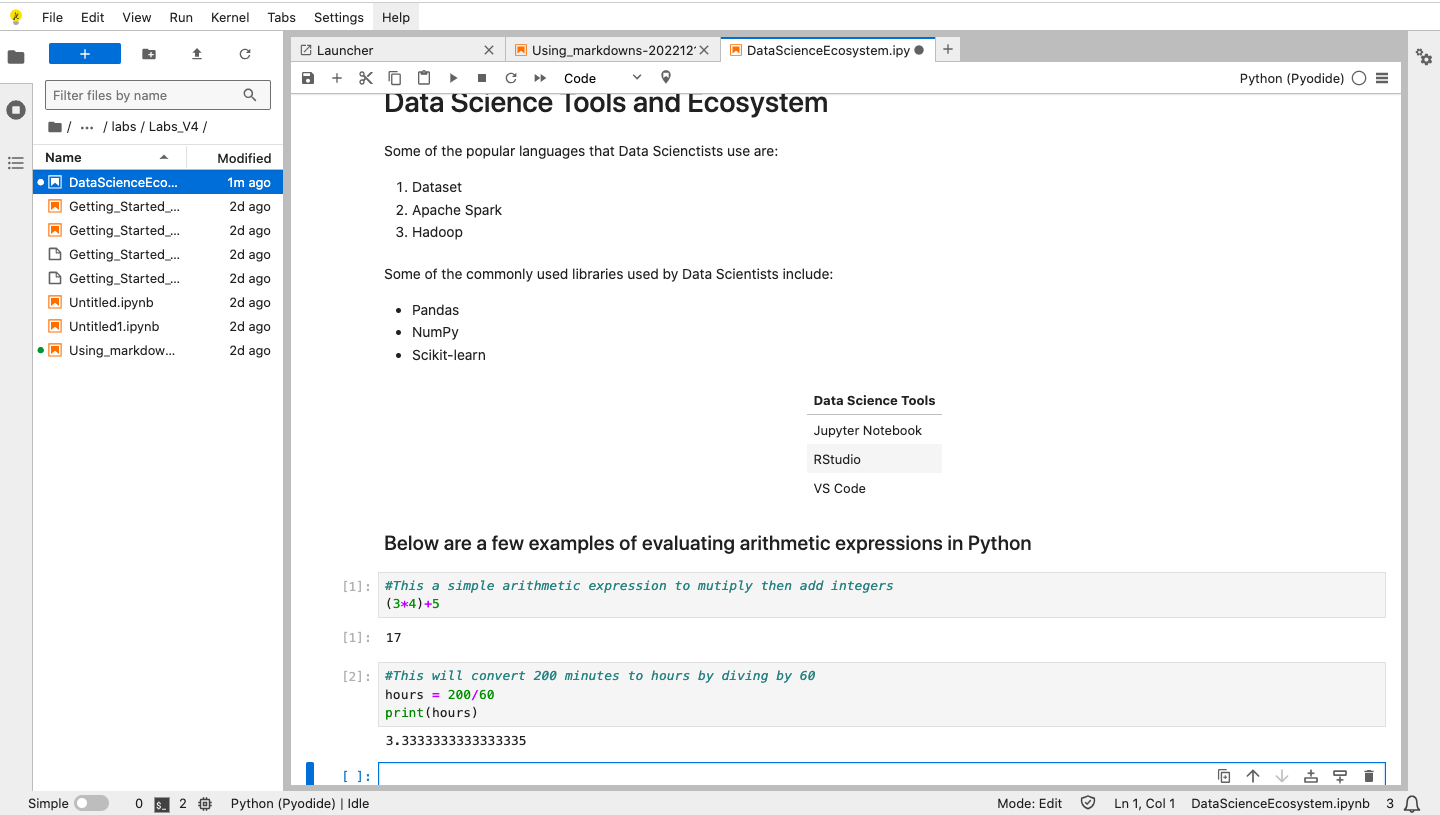 File Edit View Run Kernel Tabs Settings Help
+
Filter files by name
/ ... / labs / Labs_V4 /
Name Modified
DataScienceEco... 1m ago
Getting_Started_... 2d ago
Getting_Started_... 2d ago
Getting_Started_... 2d ago
Getting_Started_... 2d ago
Untitled.ipynb 2d ago
Untitled1.ipynb 2d ago
Using_markdow... 2d ago
Launcher Using_markdowns-202212 DataScienceEcosystem.ipy +
Code Python (Pyodide)
Data Science Tools and Ecosystem
Some of the popular languages that Data Scienctists use are:
1. Dataset
2. Apache Spark
3. Hadoop
Some of the commonly used libraries used by Data Scientists include:
• Pandas
• NumPy
• Scikit-learn
Data Science Tools
Jupyter Notebook
RStudio
VS Code
Below are a few examples of evaluating arithmetic expressions in Python
[1]: #This a simple arithmetic expression to mutiply then add integers
(3*4)+5
[1]: 17
[2]: #This will convert 200 minutes to hours by diving by 60
hours = 200/60
print(hours)
3.3333333333333335
[ ]:
Simple 0 $_ 2 Python (Pyodide) | Idle Mode: Edit Ln 1, Col 1 DataScienceEcosystem.ipynb 3